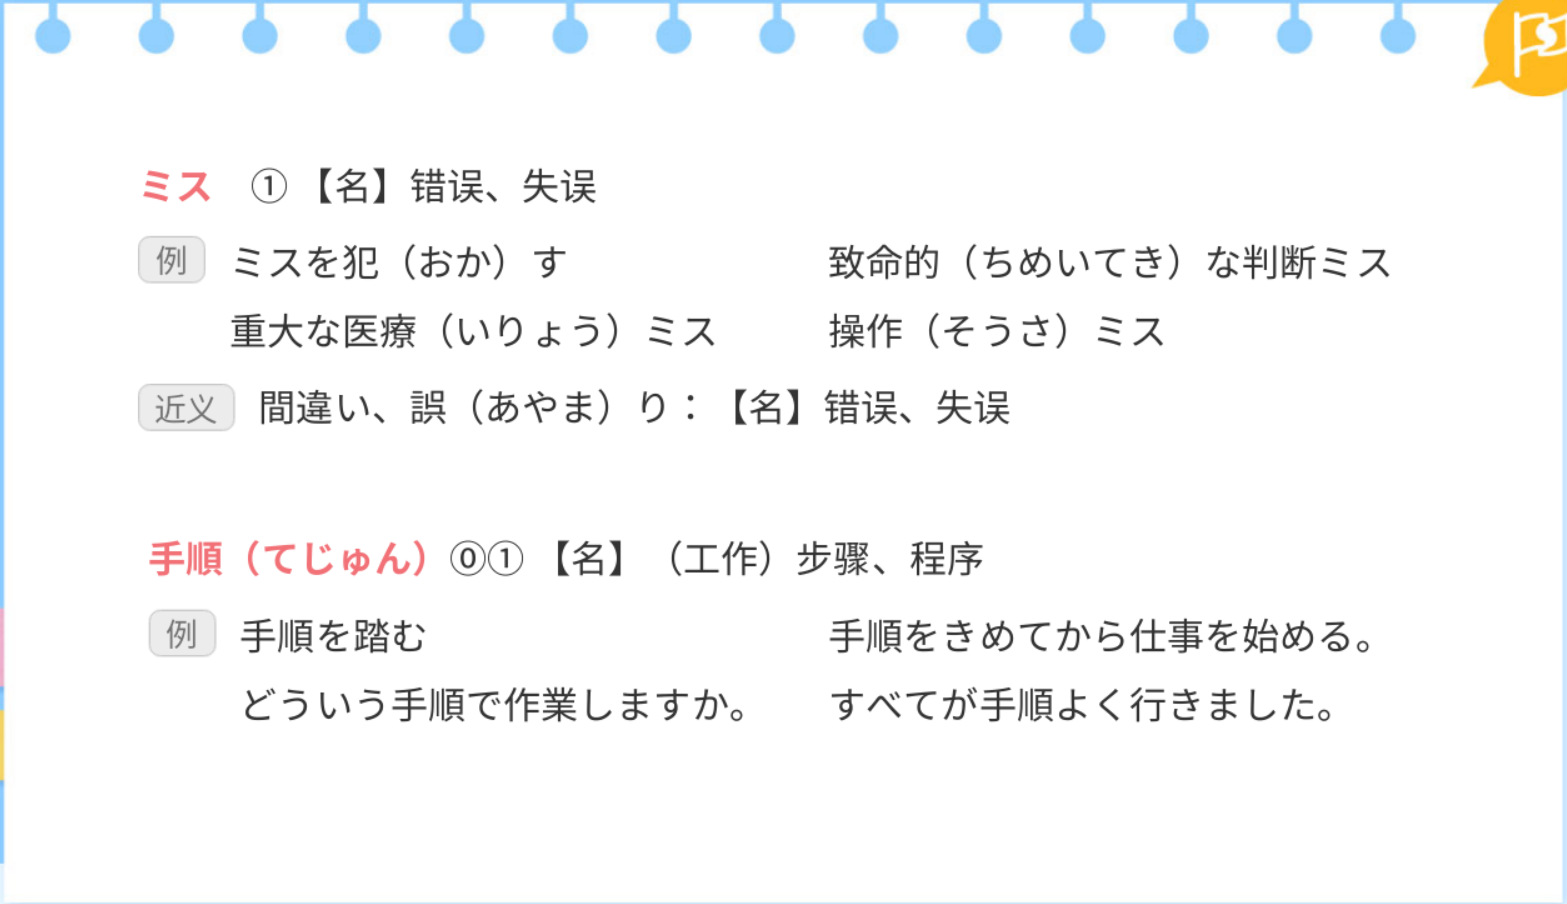 ミス ①【名】错误、失误
例 ミスを犯（おか）す 致命的（ちめいてき）な判断ミス
重大な医療（いりょう）ミス 操作（そうさ）ミス
近义 間違い、誤（あやま）り：【名】错误、失误
手順（てじゅん）⓪①【名】（工作）步骤、程序
例 手順を踏む 手順をきめてから仕事を始める。
どういう手順で作業しますか。 すべてが手順よく行きました。